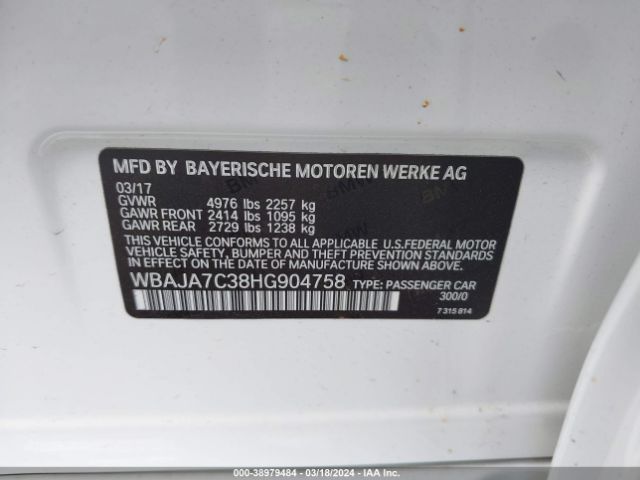 MFD BY BAYERISCHE MOTOREN WERKE AG
03/17
GVWR 4976 lbs 2257 kg
GAWR FRONT 2414 lbs 1095 kg
GAWR REAR 2729 lbs 1238 kg
THIS VEHICLE CONFORMS TO ALL APPLICABLE U.S.FEDERAL MOTOR
VEHICLE SAFETY, BUMPER, AND THEFT PREVENTION STANDARDS
IN EFFECT ON THE DATE OF MANUFACTURE SHOWN ABOVE.
WBAJA7C38HG904758 TYPE: PASSENGER CAR
300/0
7 315 814
000-38979484 | 03/18/2024 | IAAI.COM